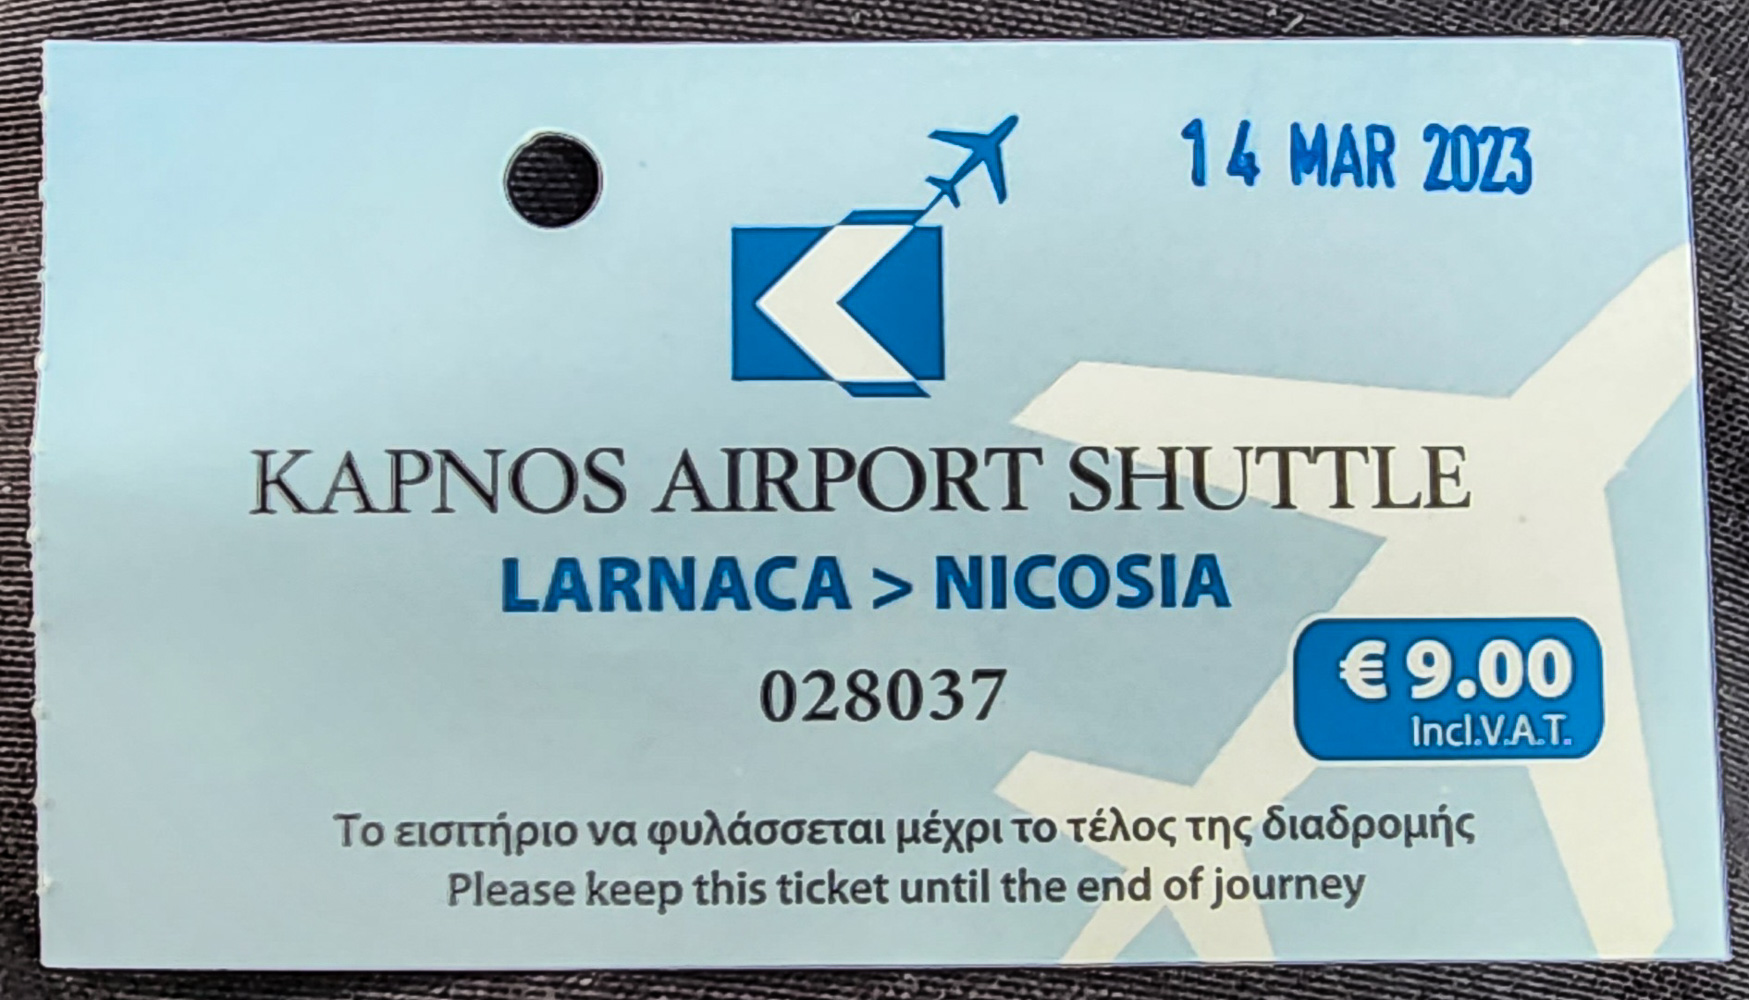 14 MAR 2023
KAPNOS AIRPORT SHUTTLE
LARNACA > NICOSIA
028037
€ 9.00
Incl.V.A.T.
Το εισιτήριο να φυλάσσεται μέχρι το τέλος της διαδρομής
Please keep this ticket until the end of journey